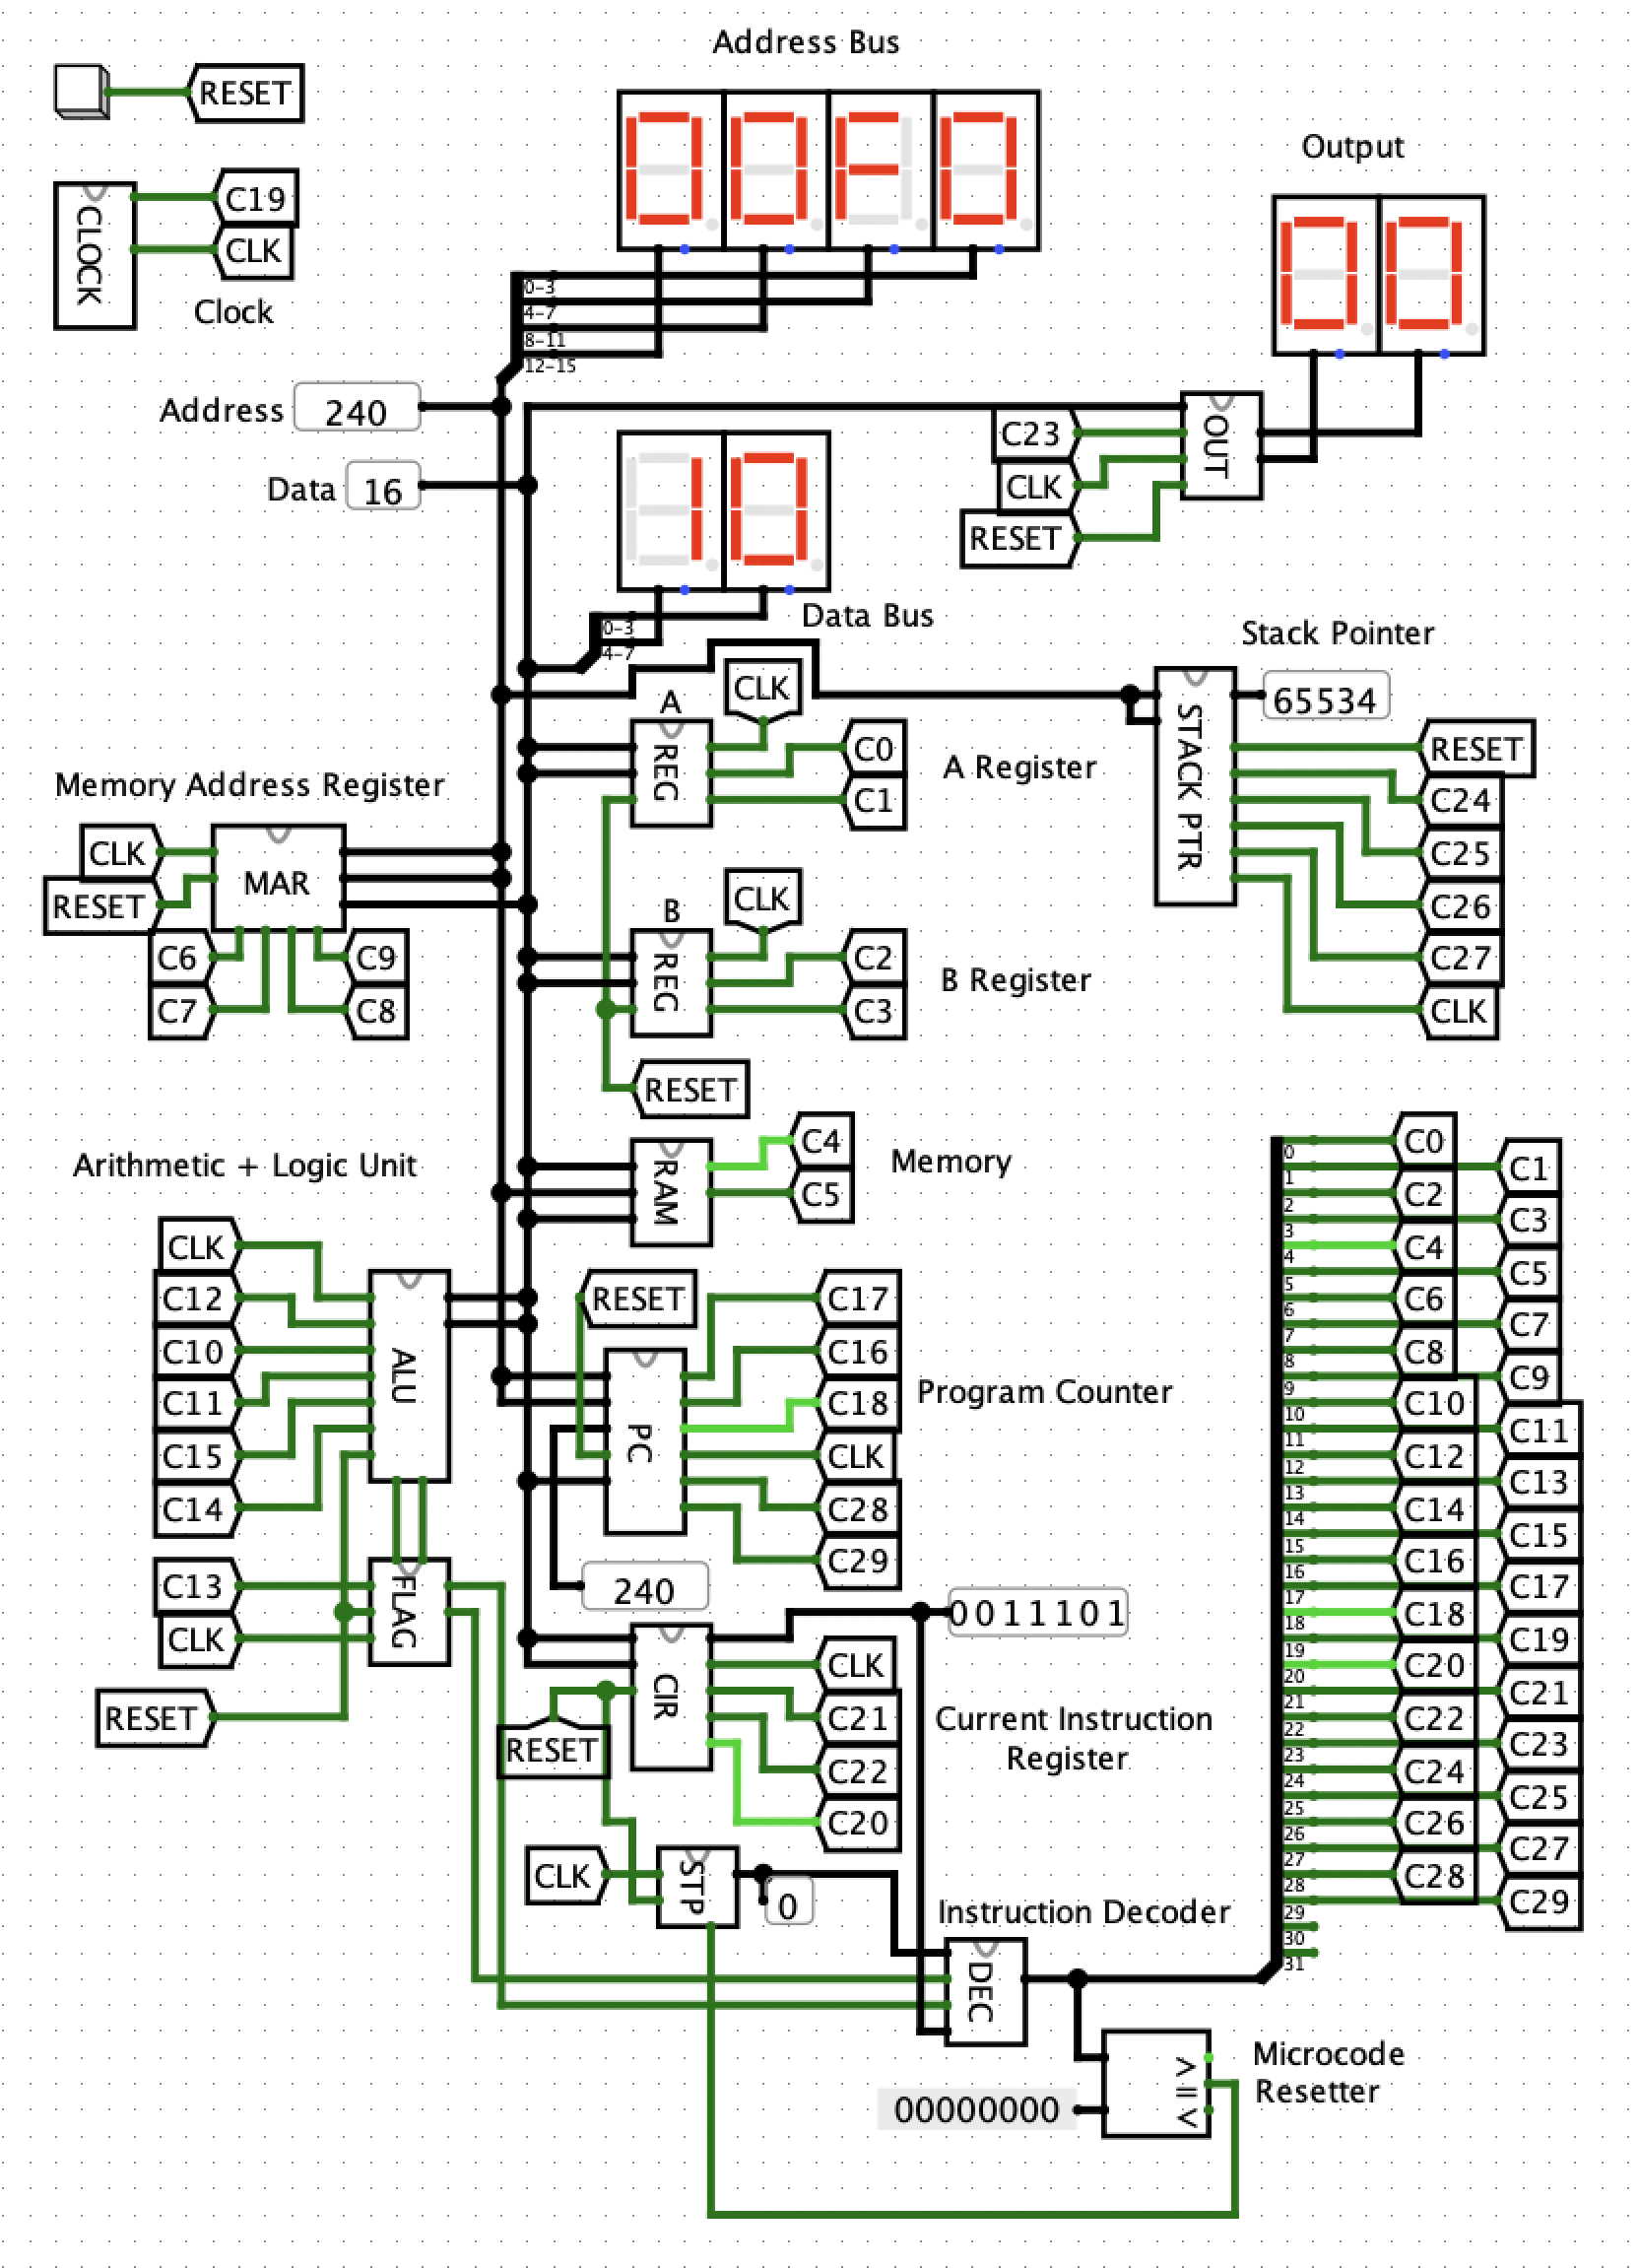 Address Bus
RESET
Output
C19
CLOCK
CLK
Clock
0-3
4-7
8-11
12-15
Address 240
C23
OUT
Data 16
CLK
RESET
Data Bus
0-3
4-7
Stack Pointer
CLK
A
65534
REG
C0
C1
A Register
STACK PTR
RESET
C24
C25
C26
C27
CLK
Memory Address Register
CLK
RESET
MAR
C6
C7
C9
C8
B
CLK
REG
C2
C3
B Register
RESET
C4
C5
RAM
Memory
Arithmetic + Logic Unit
CLK
C12
C10
C11
C15
C14
ALU
RESET
C17
C16
C18
CLK
C28
C29
PC
Program Counter
240
C13
CLK
FLAG
RESET
0011101
CIR
CLK
C21
C22
C20
RESET
Current Instruction
Register
CLK
STP
0
Instruction Decoder
DEC
0
1
2
3
4
5
6
7
8
9
10
11
12
13
14
15
16
17
18
19
20
21
22
23
24
25
26
27
28
29
30
31
C0
C1
C2
C3
C4
C5
C6
C7
C8
C9
C10
C11
C12
C13
C14
C15
C16
C17
C18
C19
C20
C21
C22
C23
C24
C25
C26
C27
C28
C29
Microcode
Resetter
00000000
> = <